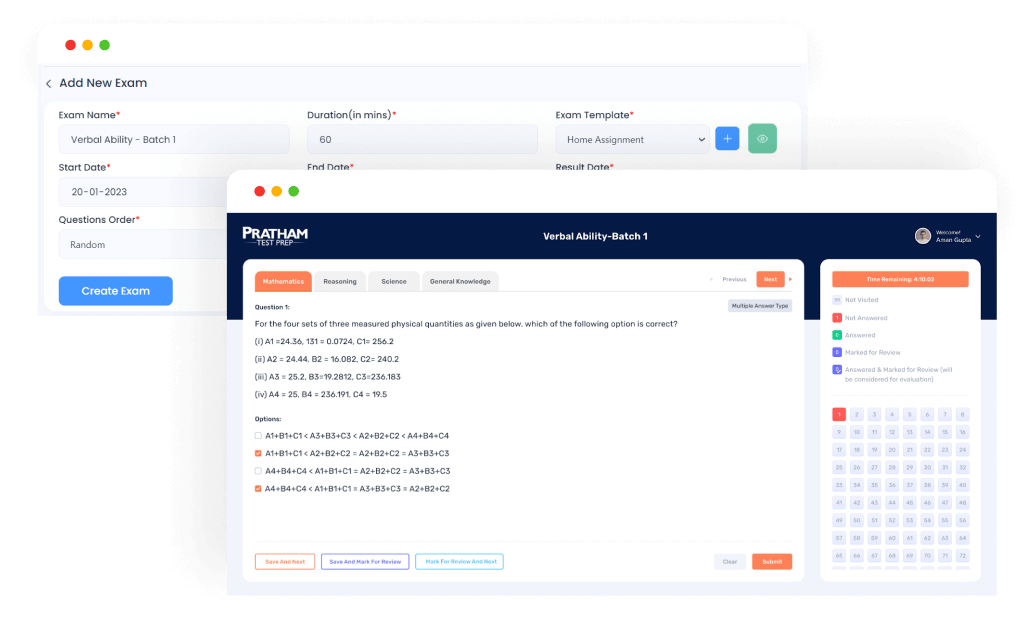 Add New Exam
Exam Name* Duration(in mins)* Exam Template*
Verbal Ability - Batch 1 60 Home Assignment
Start Date* End Date* Result Date*
20-01-2023
Questions Order*
Random
Create Exam
PRATHAM
TEST PREP
Verbal Ability-Batch 1
Welcome!
Aman Gupta
Mathematics Reasoning Science General Knowledge
Previous Next
Question 1:
Multiple Answer Type
For the four sets of three measured physical quantities as given below. which of the following option is correct?
(i) A1 =24.36, 131 = 0.0724, C1= 256.2
(ii) A2 = 24.44, B2 = 16.082, C2= 240.2
(iii) A3 = 25.2, B3=19.2812, C3=236.183
(iv) A4 = 25, B4 = 236.191, C4 = 19.5
Options:
A1+B1+C1 < A3+B3+C3 < A2+B2+C2 < A4+B4+C4
A1+B1+C1 < A2+B2+C2 = A2+B2+C2 = A3+B3+C3
A4+B4+C4 < A1+B1+C1 = A2+B2+C2 = A3+B3+C3
A4+B4+C4 < A1+B1+C1 = A3+B3+C3 = A2+B2+C2
Save And Next Save And Mark For Review Mark For Review And Next Clear Submit
Time Remaining: 4:10:02
Not Visited
1 Not Answered
0 Answered
0 Marked for Review
Answered & Marked for Review (will
be considered for evaluation)
1 2 3 4 5 6 7 8
9 10 11 12 13 14 15 16
17 18 19 20 21 22 23 24
25 26 27 28 29 30 31 32
33 34 35 36 37 38 39 40
41 42 43 44 45 46 47 48
49 50 51 52 53 54 55 56
57 58 59 60 61 62 63 64
65 66 67 68 69 70 71 72